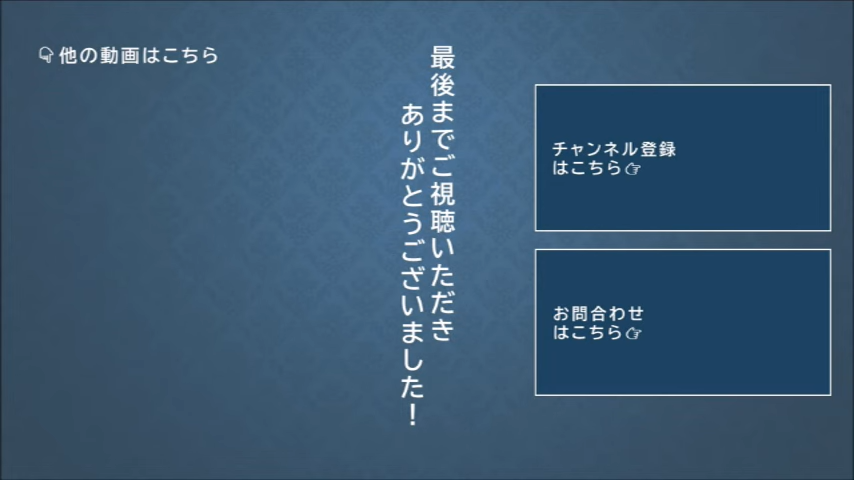 👇他の動画はこちら
最後までご視聴いただき
ありがとうございました！
チャンネル登録
はこちら👉
お問合わせ
はこちら👉